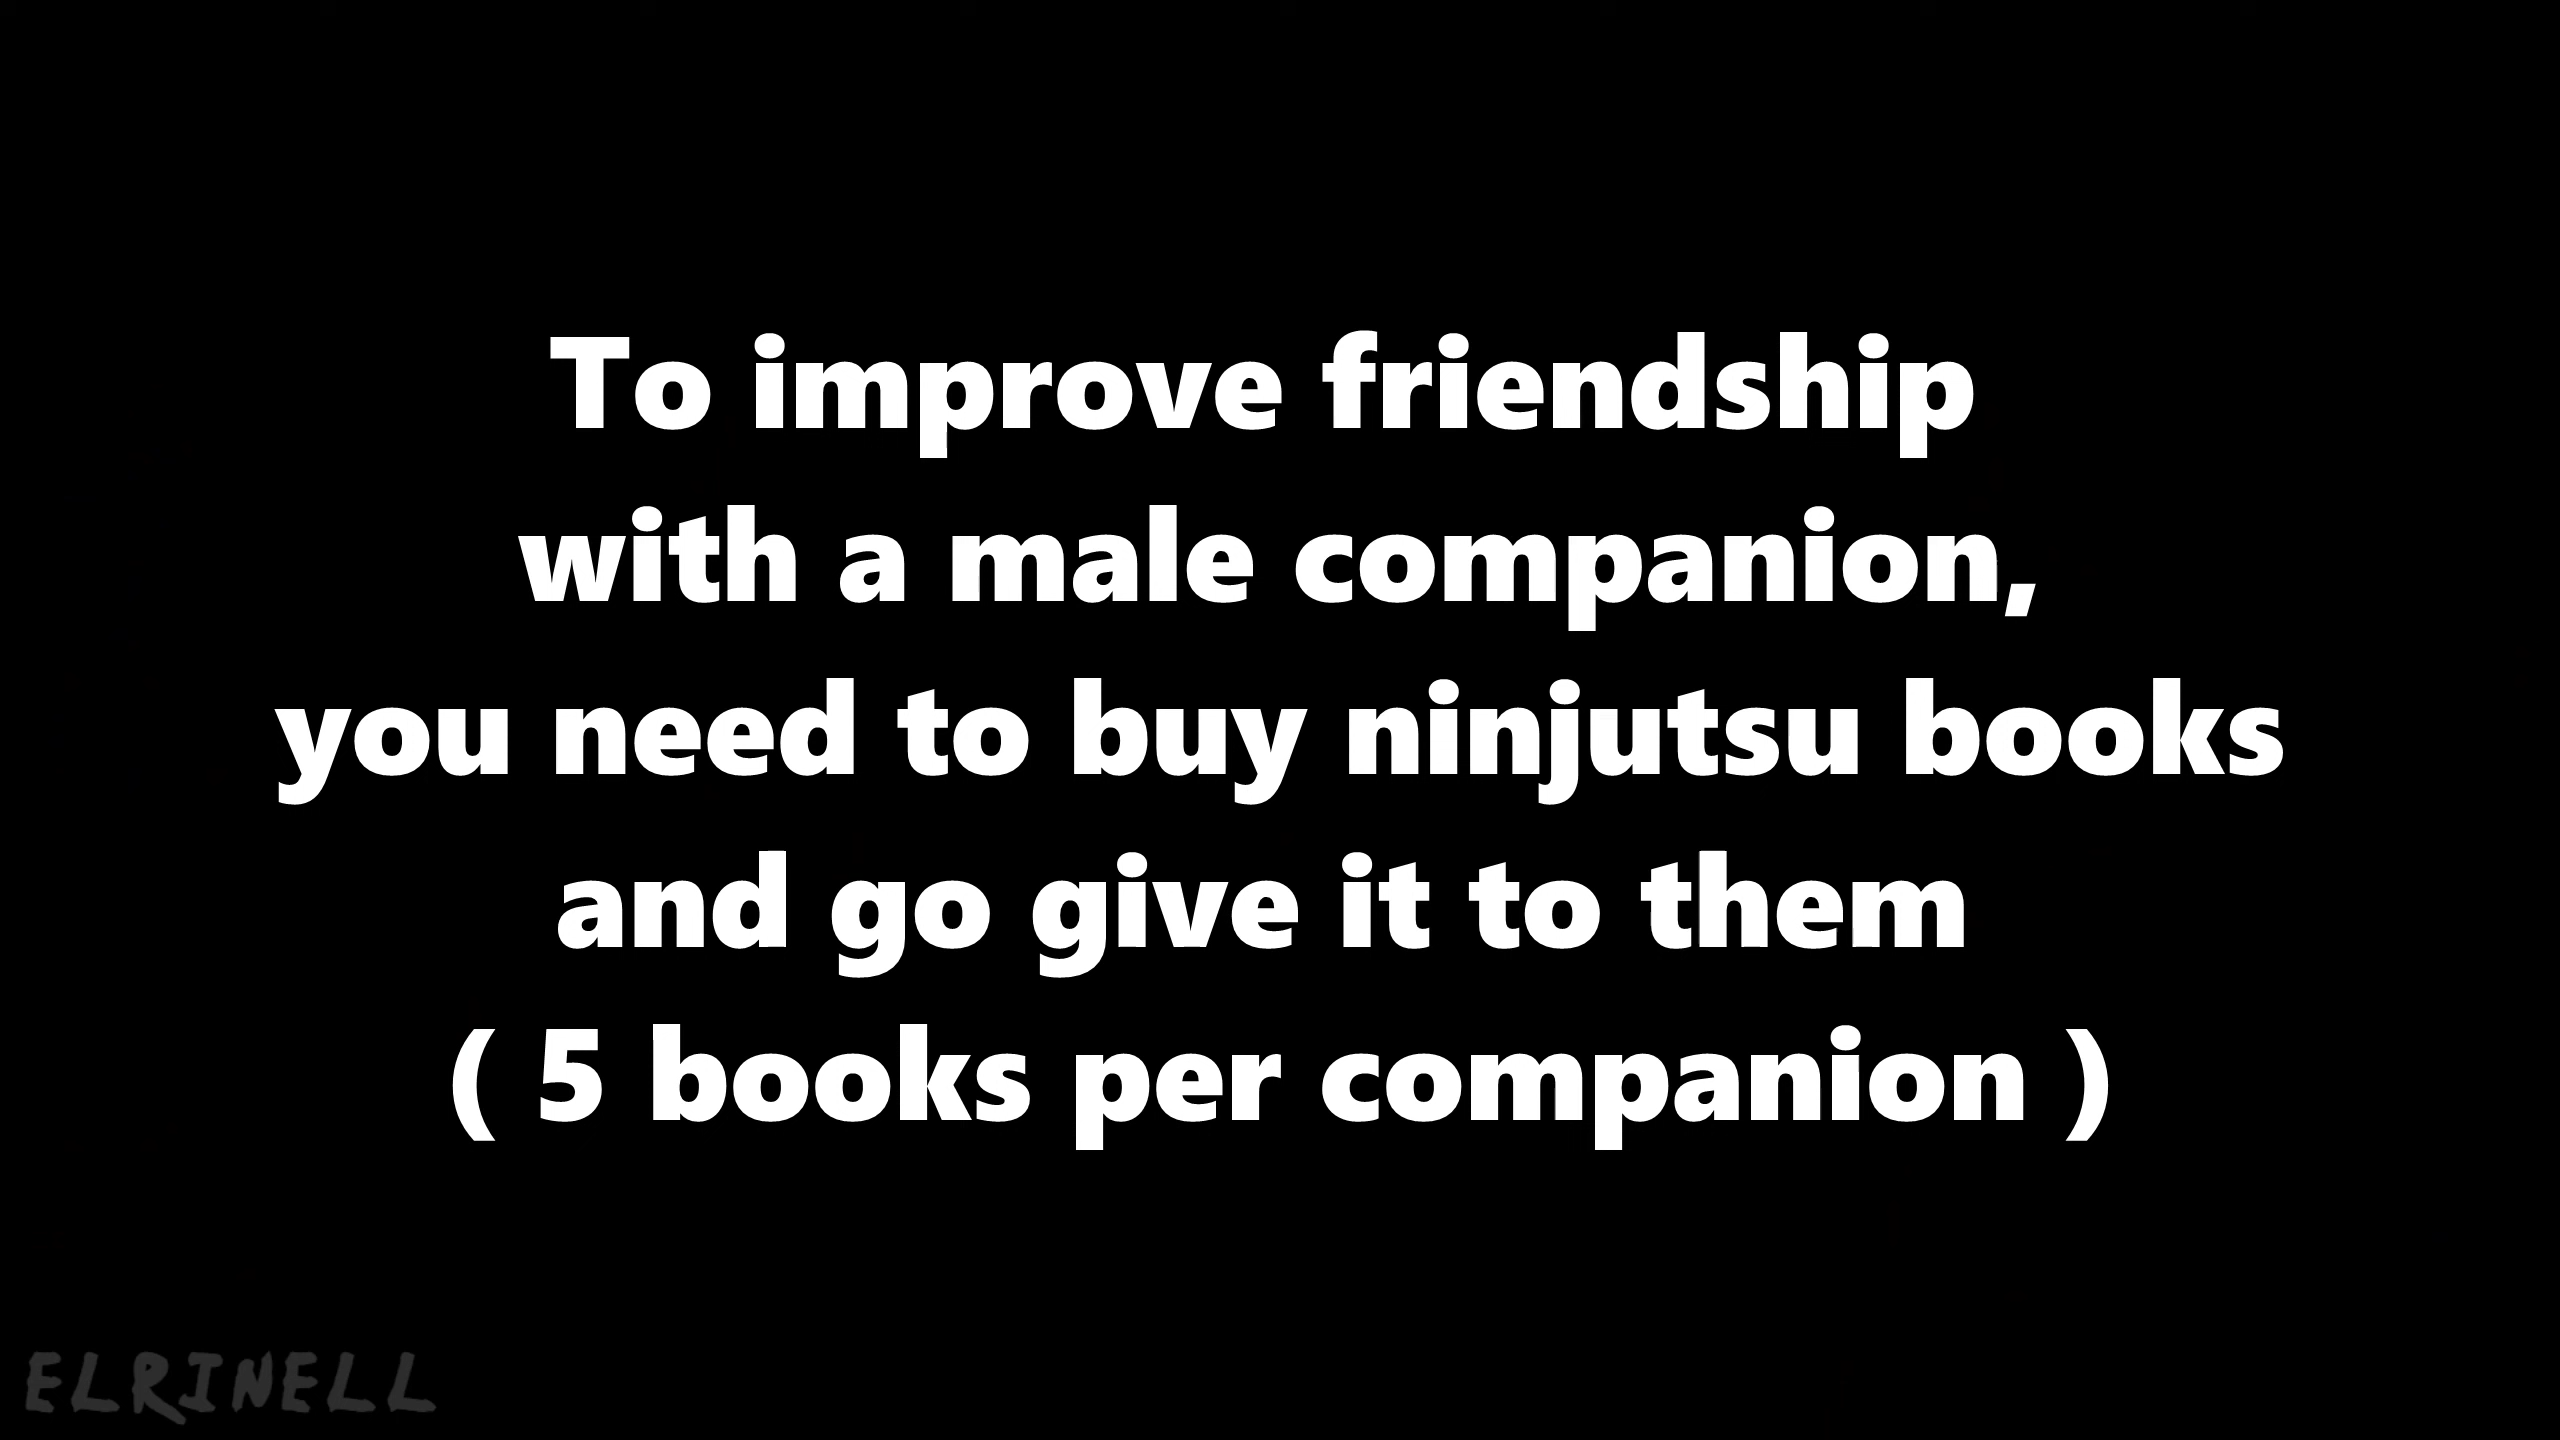 To improve friendship
with a male companion,
you need to buy ninjutsu books
and go give it to them
( 5 books per companion )
ELRINELL